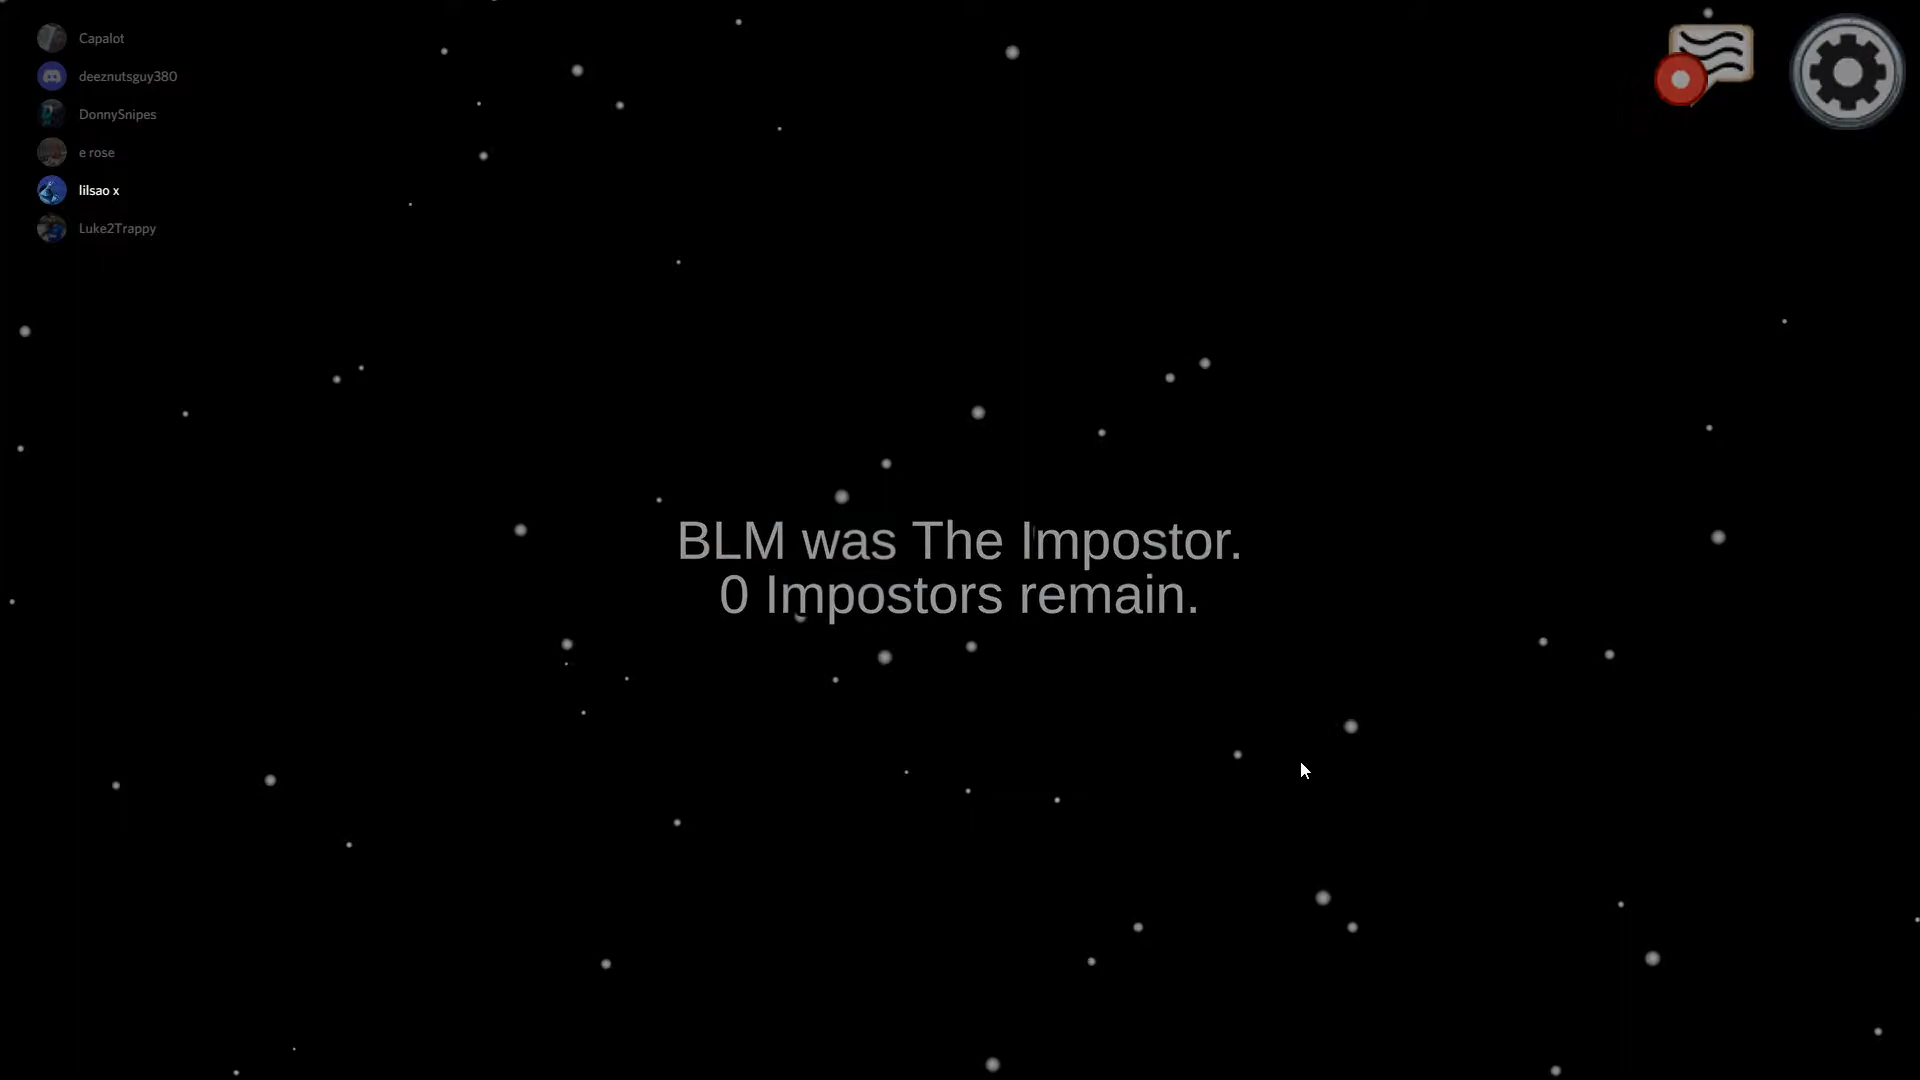 Capalot
deeznutsguy380
DonnySnipes
e rose
lilsao x
Luke2Trappy
BLM was The Impostor.
0 Impostors remain.